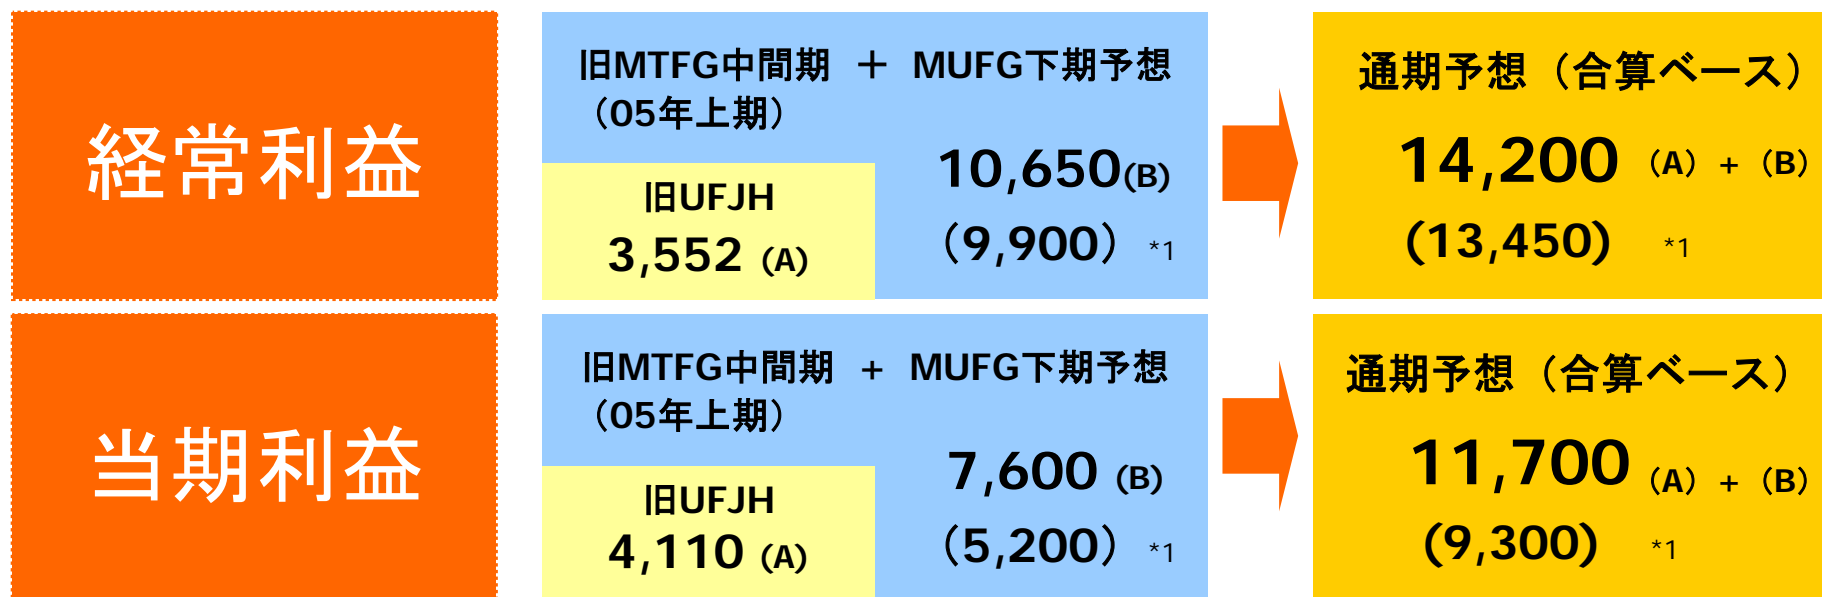 経常利益
旧MTFG中間期 ＋ MUFG下期予想
（05年上期）
10,650(B)
旧UFJH
3,552 (A)
（9,900） *1
通期予想（合算ベース）
14,200 （A）+（B）
(13,450) *1
当期利益
旧MTFG中間期 + MUFG下期予想
（05年上期）
7,600 (B)
旧UFJH
4,110 (A)
（5,200） *1
通期予想（合算ベース）
11,700 （A）+（B）
(9,300) *1